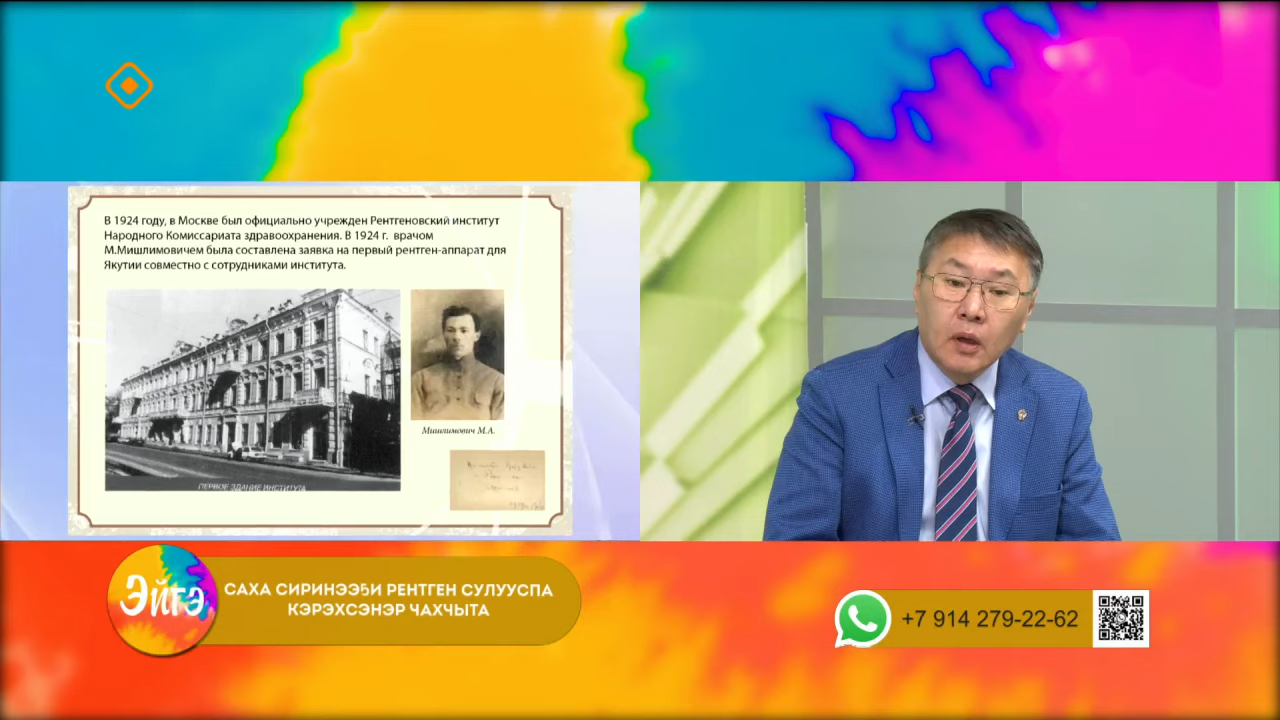 В 1924 году, в Москве был официально учрежден Рентгеновский институт
Народного Комиссариата здравоохранения. В 1924 г. врачом
М.Мишлимовичем была составлена заявка на первый рентген-аппарат для
Якутии совместно с сотрудниками института.
Мишлимович М.А.
ПЕРВОЕ ЗДАНИЕ ИНСТИТУТА
Эйгэ
САХА СИРИНЭЭҔИ РЕНТГЕН СУЛУУСПА
КЭРЭХСЭНЭР ЧАХЧЫТА
+7 914 279-22-62